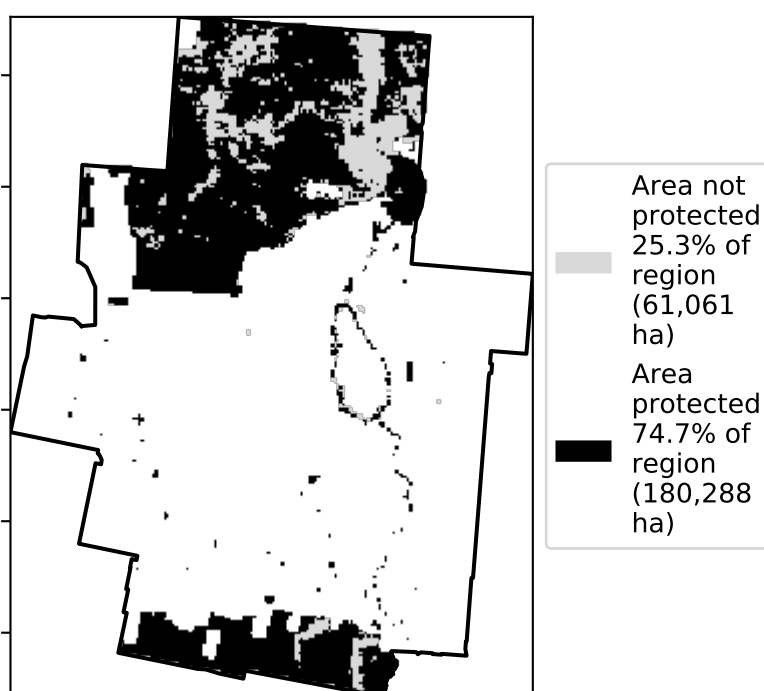 Area not
protected
25.3% of
region
(61,061
ha)
Area
protected
74.7% of
region
(180,288
ha)